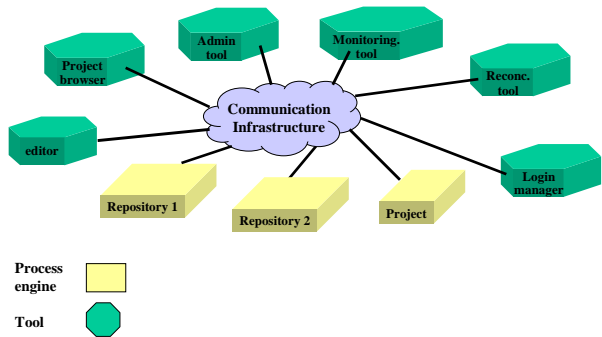 Admin
tool
Monitoring.
tool
Project
browser
Reconc.
tool
Communication
Infrastructure
editor
Login
manager
Repository 1
Repository 2
Project
Process
engine
Tool